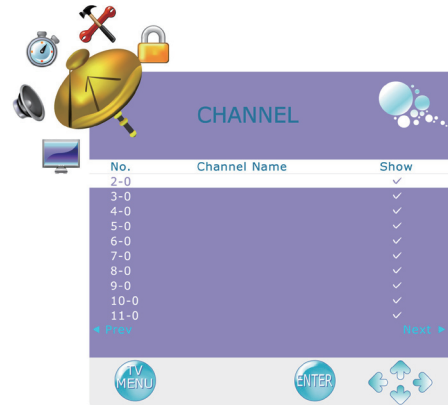 CHANNEL
No. Channel Name Show
2-0 ✓
3-0 ✓
4-0 ✓
5-0 ✓
6-0 ✓
7-0 ✓
8-0 ✓
9-0 ✓
10-0 ✓
11-0 ✓
◄ Prev Next ►
TV
MENU ENTER